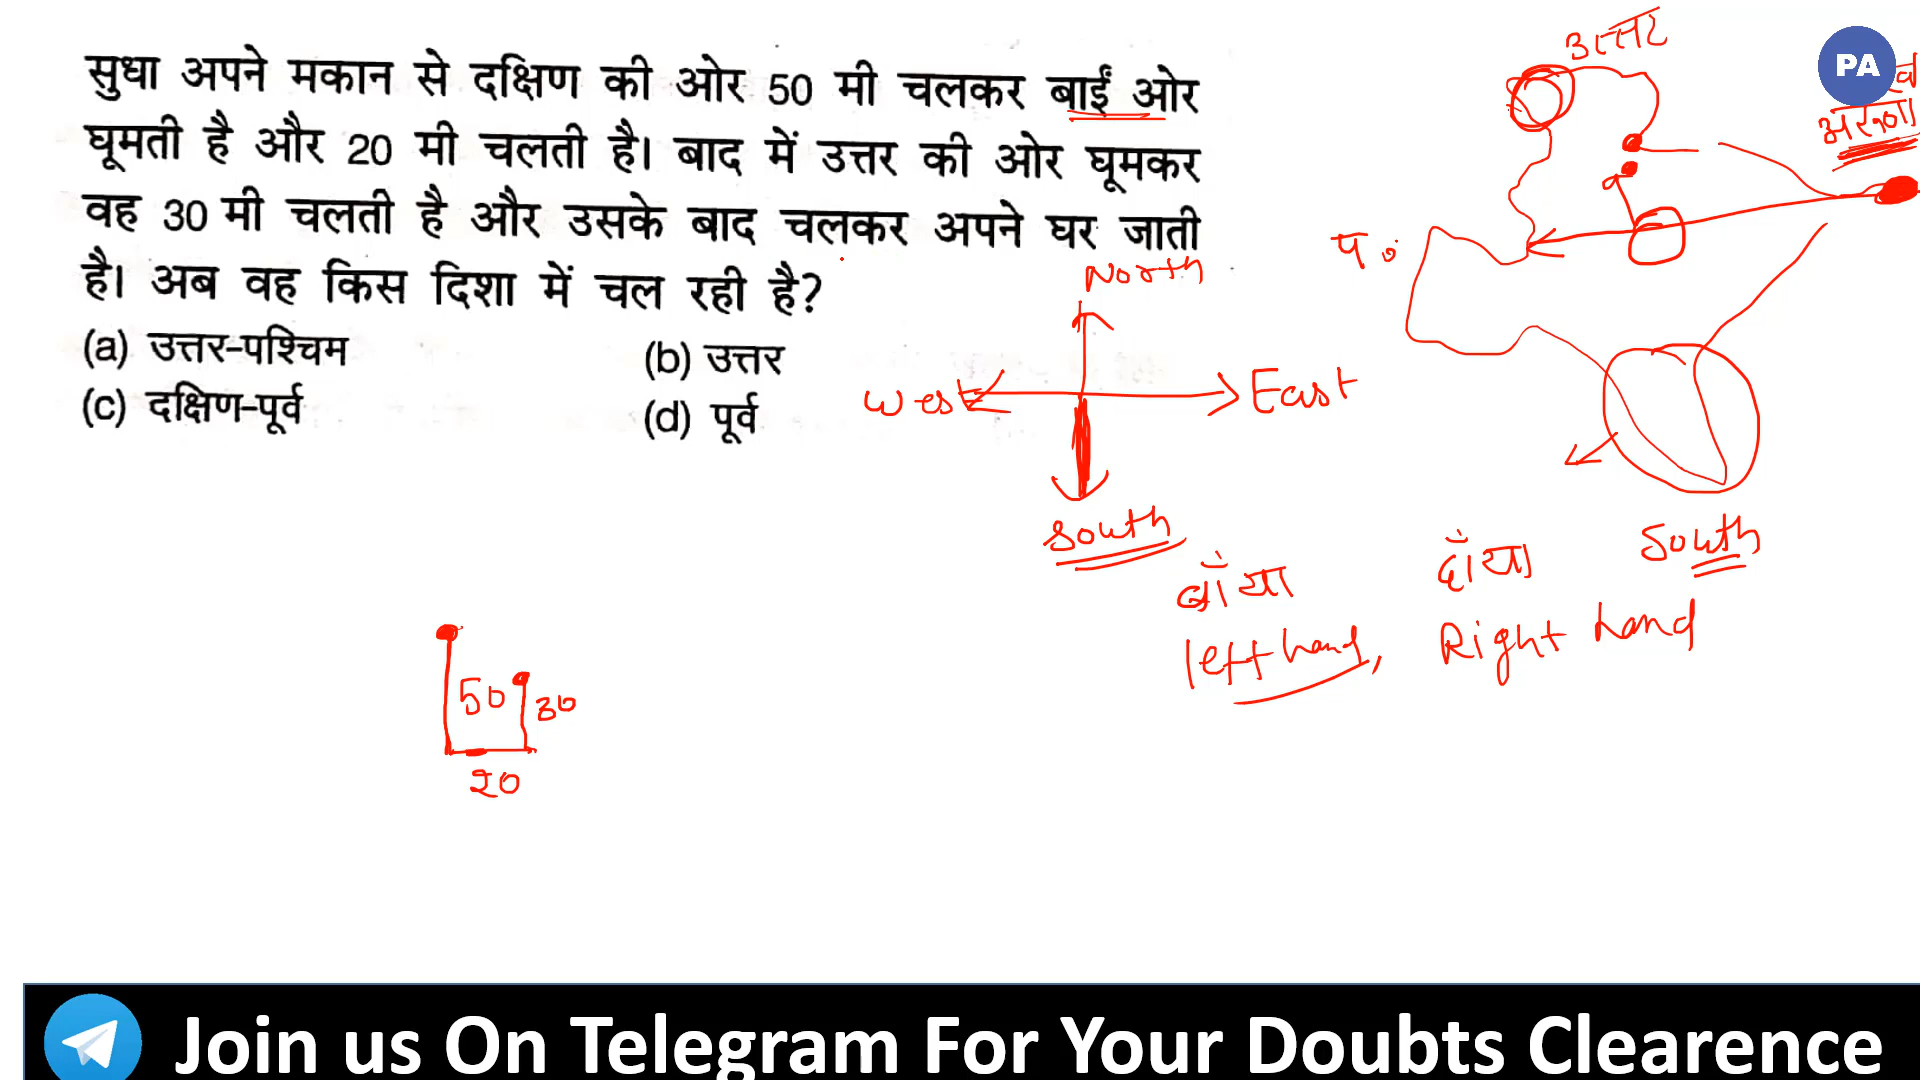 सुधा अपने मकान से दक्षिण की ओर 50 मी चलकर बाईं ओर
घूमती है और 20 मी चलती है। बाद में उत्तर की ओर घूमकर
वह 30 मी चलती है और उसके बाद चलकर अपने घर जाती
है। अब वह किस दिशा में चल रही है?
(a) उत्तर-पश्चिम
(b) उत्तर
(c) दक्षिण-पूर्व
(d) पूर्व
उत्तर
PA
प०
North
West
East
South
बाँया
दाँया
South
left hand,
Right hand
50
30
20
Join us On Telegram For Your Doubts Clearence